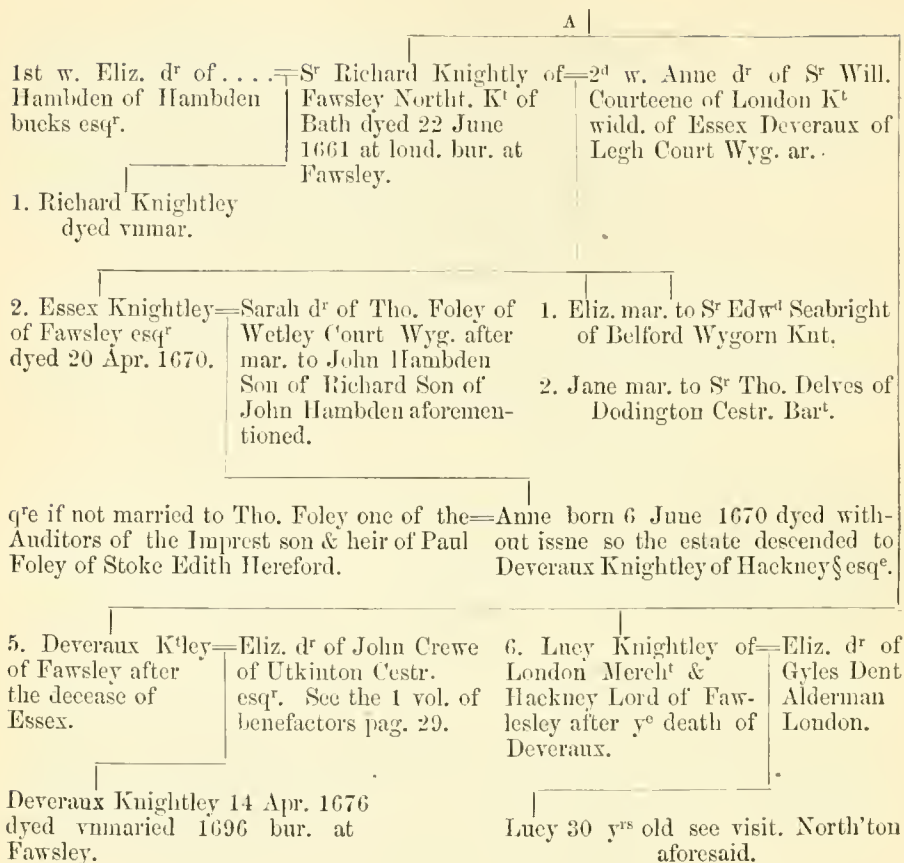 A
1st w. Eliz. dʳ of . . . . =
Hambden of Hambden
bucks esqʳ.
Sʳ Richard Knightly of
Fawsley Northt. Kᵗ of
Bath dyed 22 June
1661 at lond. bur. at
Fawsley.
=2ᵈ w. Anne dʳ of Sʳ Will.
Courteene of London Kᵗ
widd. of Essex Deveraux of
Legh Court Wyg. ar.
1. Richard Knightley
dyed vnmar.
2. Essex Knightley=
of Fawsley esqʳ
dyed 20 Apr. 1670.
Sarah dʳ of Tho. Foley of
Wetley Court Wyg. after
mar. to John Hambden
Son of Richard Son of
John Hambden aforemen-
tioned.
1. Eliz. mar. to Sʳ Edwᵈ Seabright
of Belford Wygorn Knt.
2. Jane mar. to Sʳ Tho. Delves of
Dodington Cestr. Barᵗ.
qʳe if not married to Tho. Foley one of the=
Auditors of the Imprest son & heir of Paul
Foley of Stoke Edith Hereford.
Anne born 6 June 1670 dyed with-
out issue so the estate descended to
Deveraux Knightley of Hackney§ esqᵉ.
5. Deveraux Kᵗley=
of Fawsley after
the decease of
Essex.
Eliz. dʳ of John Crewe
of Utkinton Cestr.
esqʳ. See the 1 vol. of
benefactors pag. 29.
6. Lucy Knightley of=
London Merchᵗ &
Hackney Lord of Faw-
lesley after yᵉ death of
Deveraux.
Eliz. dʳ of
Gyles Dent
Alderman
London.
Deveraux Knightley 14 Apr. 1676
dyed vnmaried 1696 bur. at
Fawsley.
Lucy 30 yʳˢ old see visit. North'ton
aforesaid.